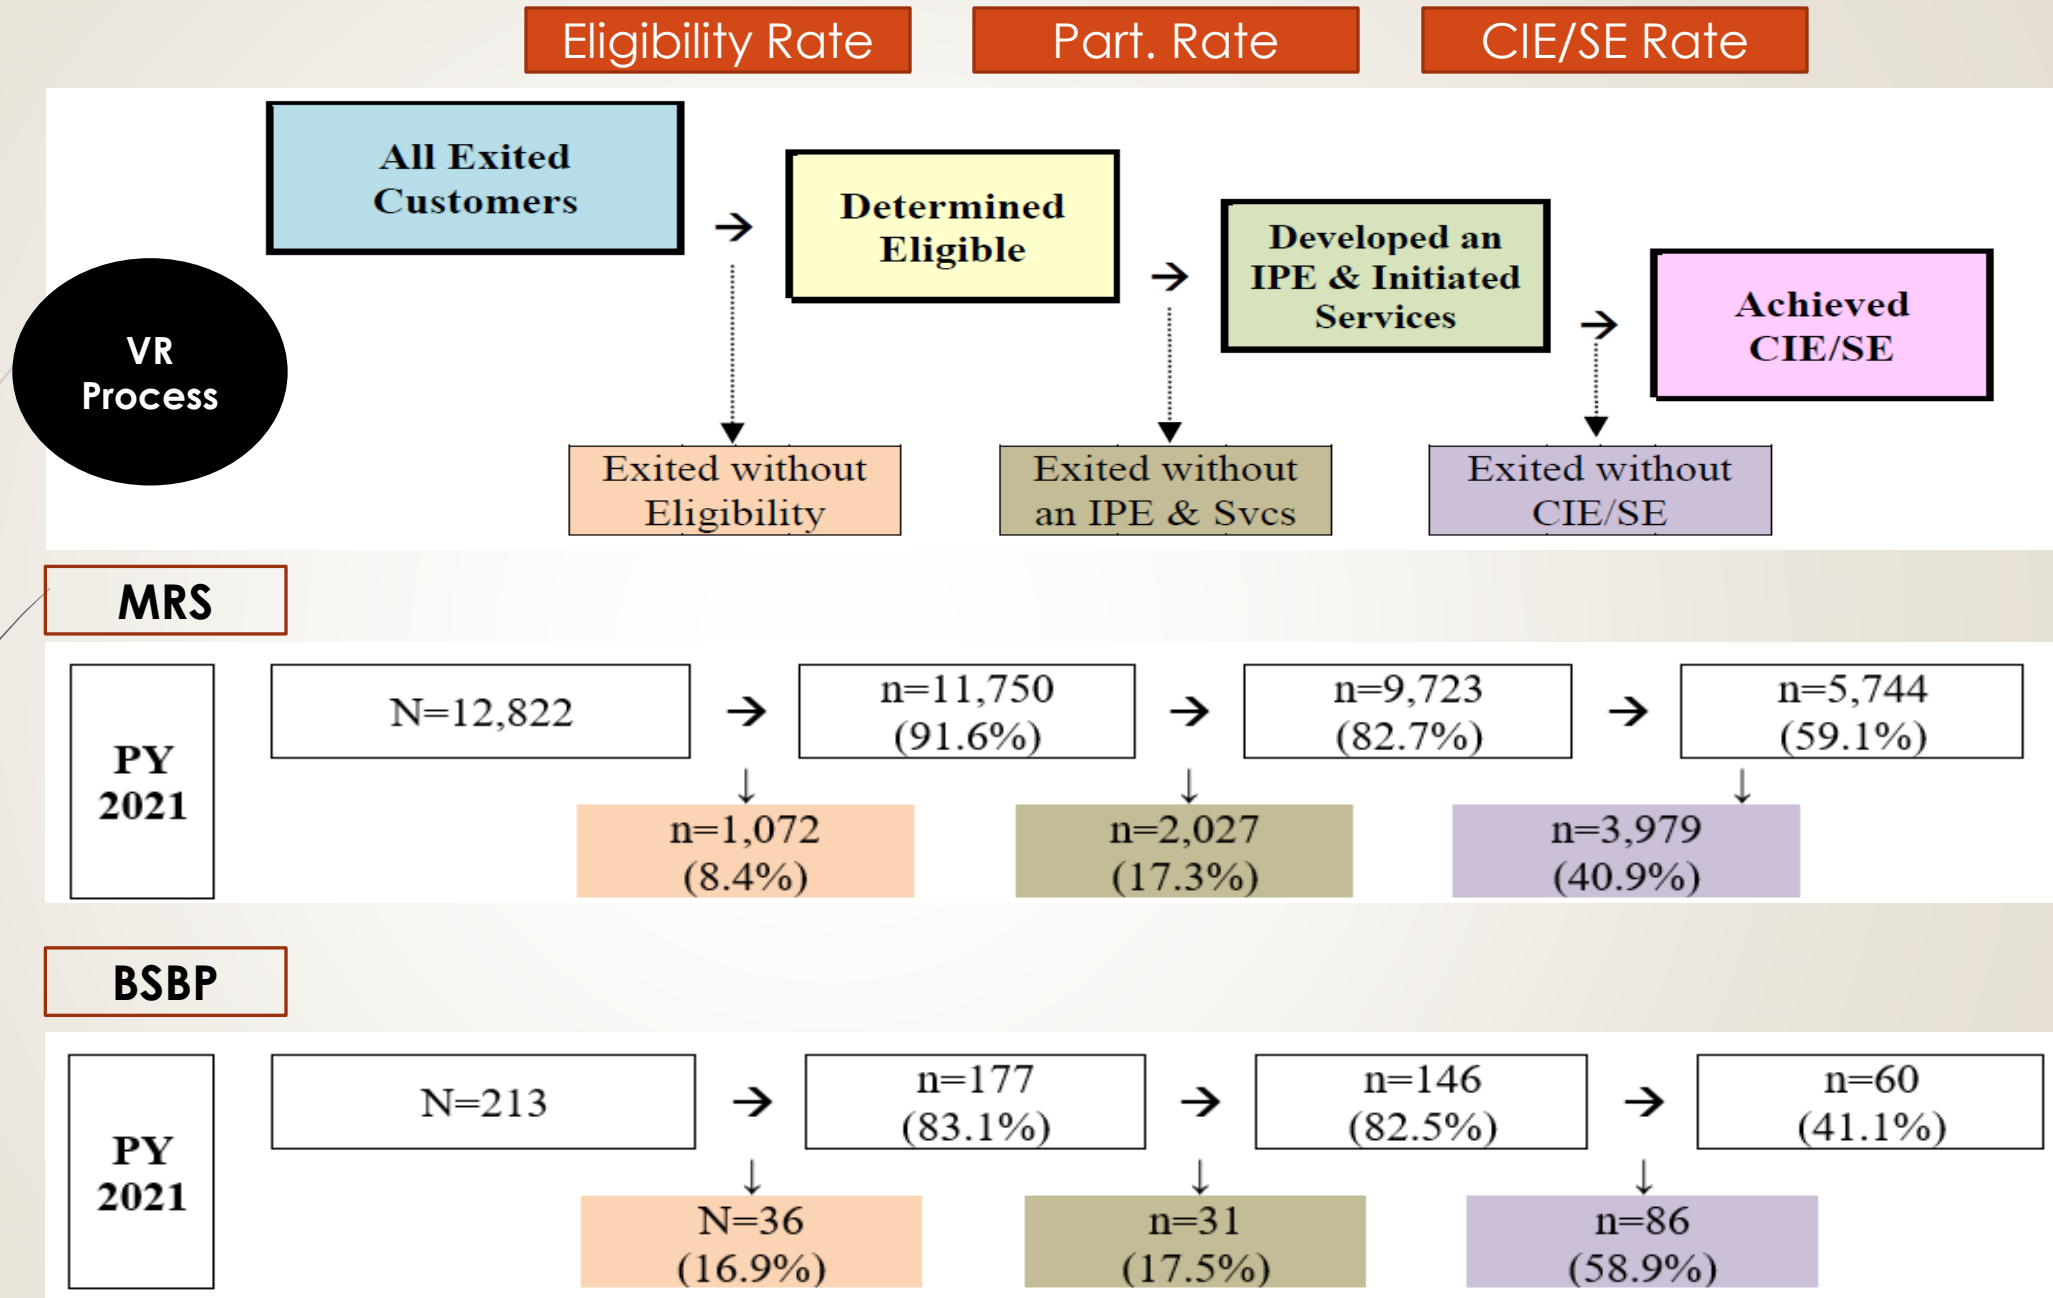 Eligibility Rate
Part. Rate
CIE/SE Rate
All Exited
Customers
→
Determined
Eligible
→
Developed an
IPE & Initiated
Services
→
Achieved
CIE/SE
VR
Process
Exited without
Eligibility
Exited without
an IPE & Svcs
Exited without
CIE/SE
MRS
PY
2021
N=12,822
→
n=11,750
(91.6%)
→
n=9,723
(82.7%)
→
n=5,744
(59.1%)
↓
↓
↓
n=1,072
(8.4%)
n=2,027
(17.3%)
n=3,979
(40.9%)
BSBP
PY
2021
N=213
→
n=177
(83.1%)
→
n=146
(82.5%)
→
n=60
(41.1%)
↓
↓
↓
N=36
(16.9%)
n=31
(17.5%)
n=86
(58.9%)